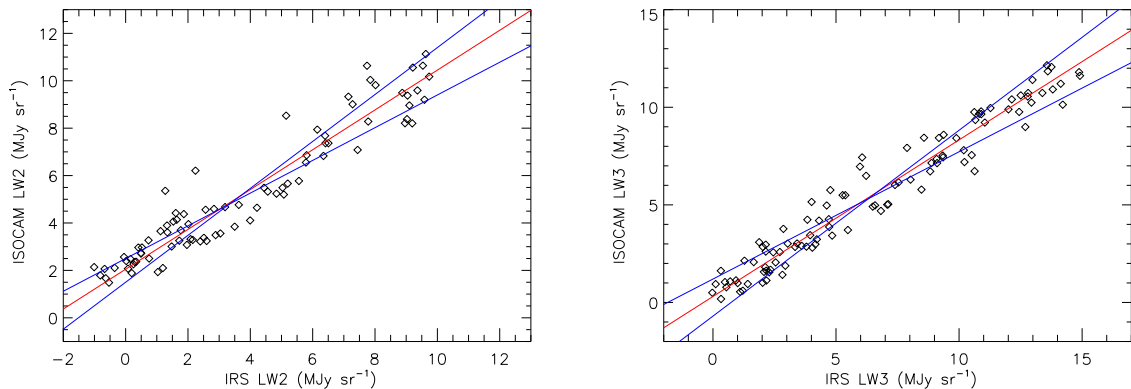 12
10
8
6
4
2
0
ISOCAM LW2 (MJy sr⁻¹)
-2 0 2 4 6 8 10 12
IRS LW2 (MJy sr⁻¹)
15
10
5
0
ISOCAM LW3 (MJy sr⁻¹)
0 5 10 15
IRS LW3 (MJy sr⁻¹)